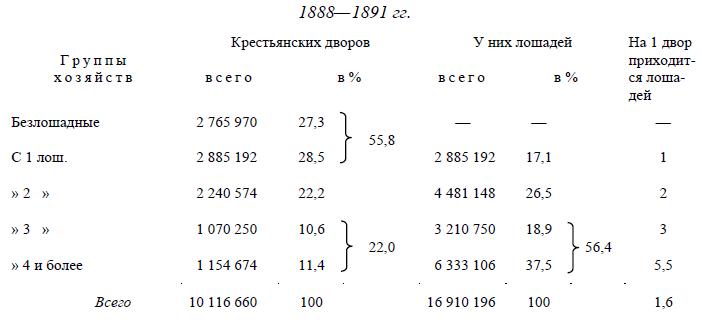 1888—1891 гг.
Крестьянских дворов У них лошадей На 1 двор
Группы приходит-
хозяйств всего в % всего в % ся лоша-
дей
Безлошадные 2 765 970 27,3 — — —
55,8
С 1 лош. 2 885 192 28,5 2 885 192 17,1 1
» 2 » 2 240 574 22,2 4 481 148 26,5 2
» 3 » 1 070 250 10,6 3 210 750 18,9 3
22,0 56,4
» 4 и более 1 154 674 11,4 6 333 106 37,5 5,5
Всего 10 116 660 100 16 910 196 100 1,6